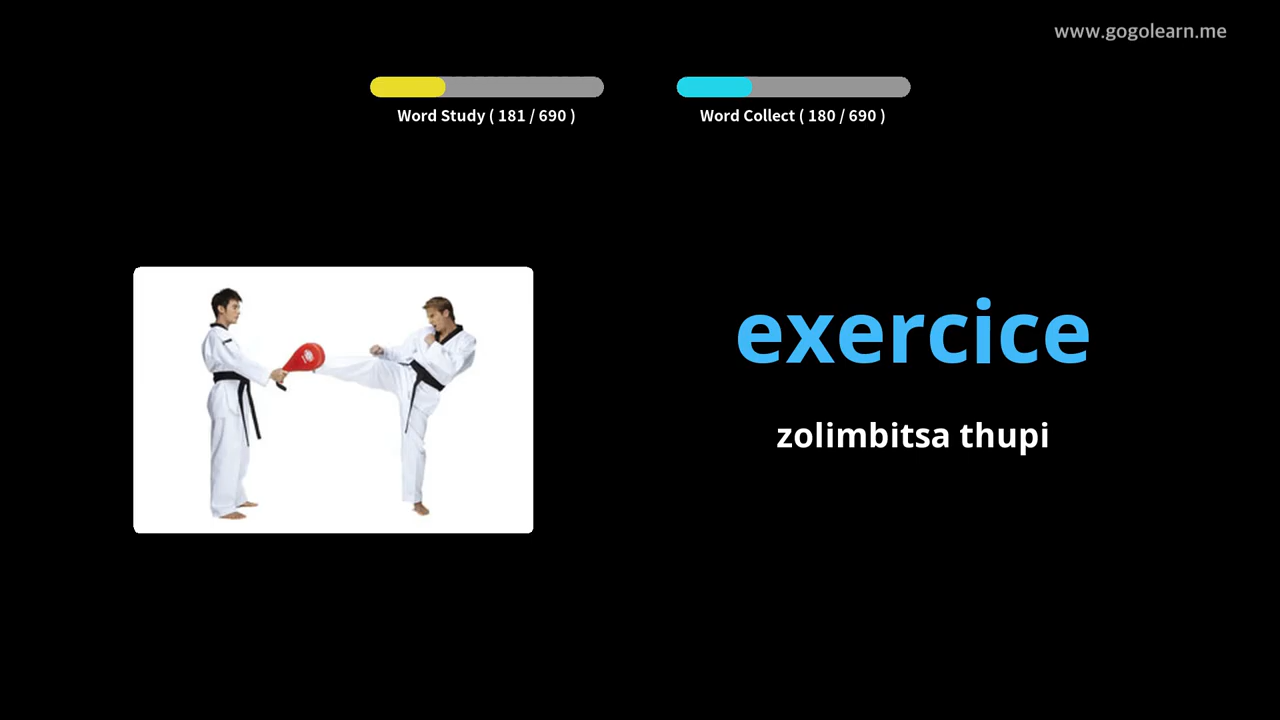 www.gogolearn.me
Word Study ( 181 / 690 )
Word Collect ( 180 / 690 )
exercice
zolimbitsa thupi